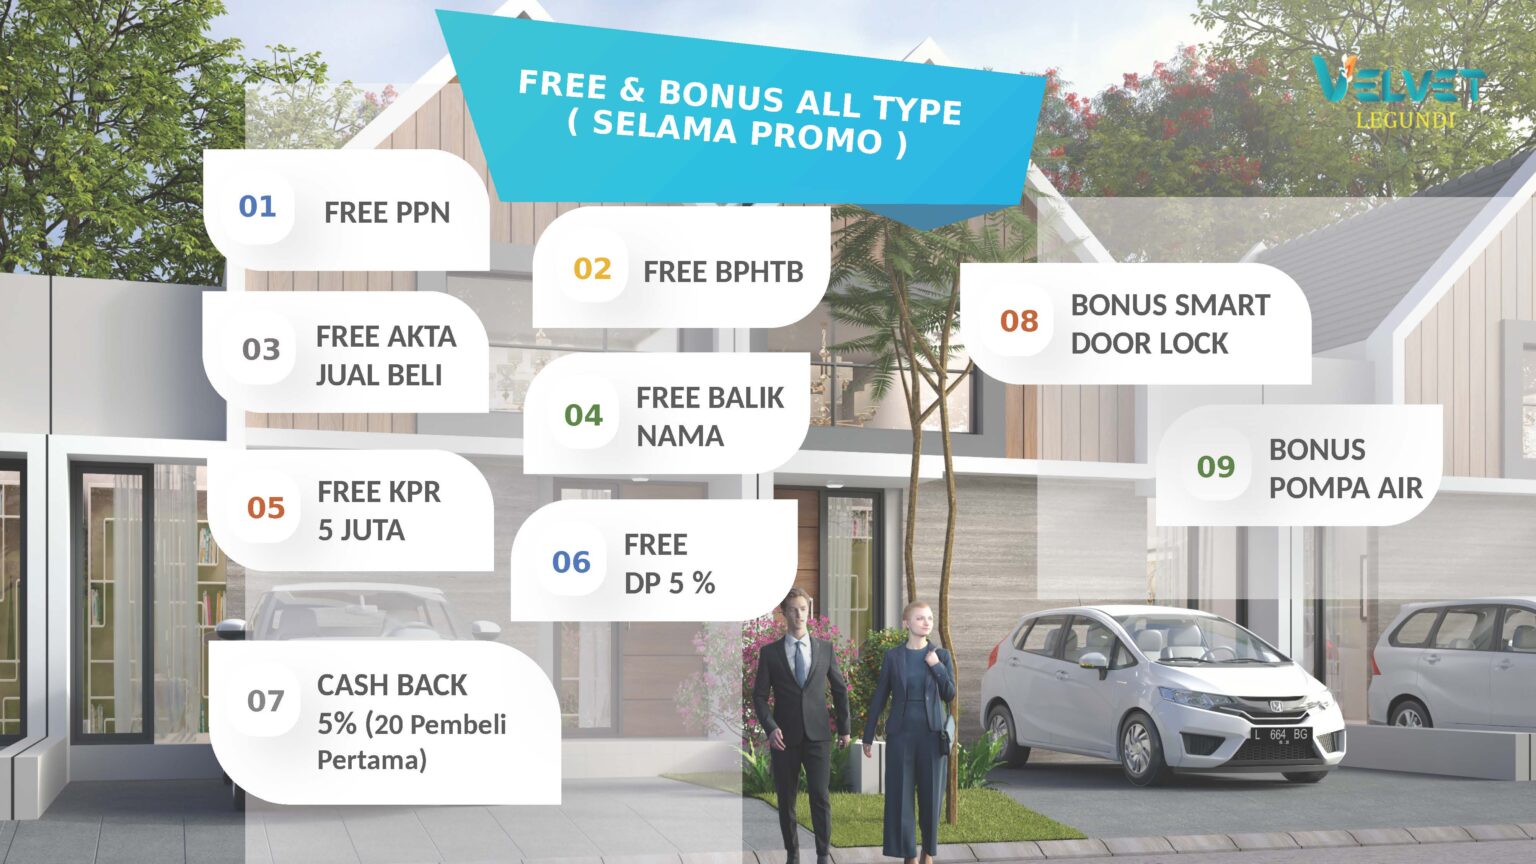 FREE & BONUS ALL TYPE
( SELAMA PROMO )
VELVET
LEGUNDI
01
FREE PPN
02
FREE BPHTB
03
FREE AKTA
JUAL BELI
04
FREE BALIK
NAMA
05
FREE KPR
5 JUTA
06
FREE
DP 5 %
07
CASH BACK
5% (20 Pembeli
Pertama)
08
BONUS SMART
DOOR LOCK
09
BONUS
POMPA AIR
L 664 BG